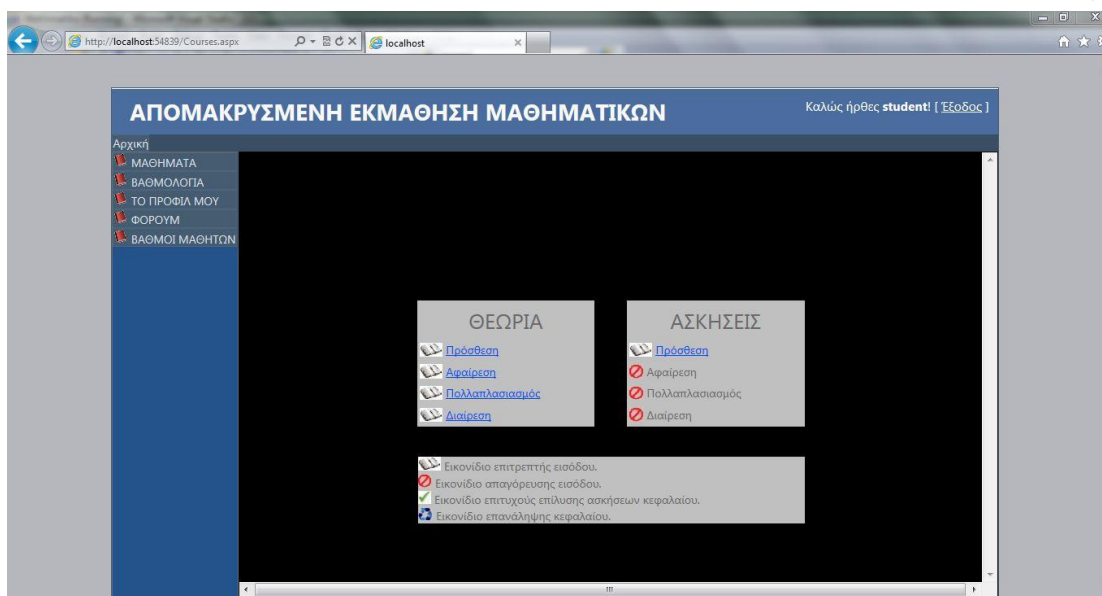 http://localhost:54839/Courses.aspx
localhost
ΑΠΟΜΑΚΡΥΣΜΕΝΗ ΕΚΜΑΘΗΣΗ ΜΑΘΗΜΑΤΙΚΩΝ
Καλώς ήρθες student! [ Έξοδος ]
Αρχική
ΜΑΘΗΜΑΤΑ
ΒΑΘΜΟΛΟΓΙΑ
ΤΟ ΠΡΟΦΙΛ ΜΟΥ
ΦΟΡΟΥΜ
ΒΑΘΜΟΙ ΜΑΘΗΤΩΝ
ΘΕΩΡΙΑ
Πρόσθεση
Αφαίρεση
Πολλαπλασιασμός
Διαίρεση
ΑΣΚΗΣΕΙΣ
Πρόσθεση
Αφαίρεση
Πολλαπλασιασμός
Διαίρεση
Εικονίδιο επιτρεπτής εισόδου.
Εικονίδιο απαγόρευσης εισόδου.
Εικονίδιο επιτυχούς επίλυσης ασκήσεων κεφαλαίου.
Εικονίδιο επανάληψης κεφαλαίου.